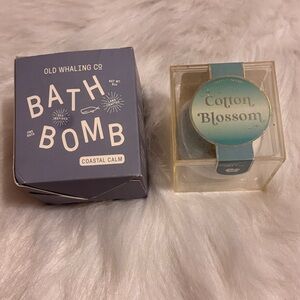 OLD WHALING CO
BATH
BOMB
COASTAL CALM
Cotton
Blossom